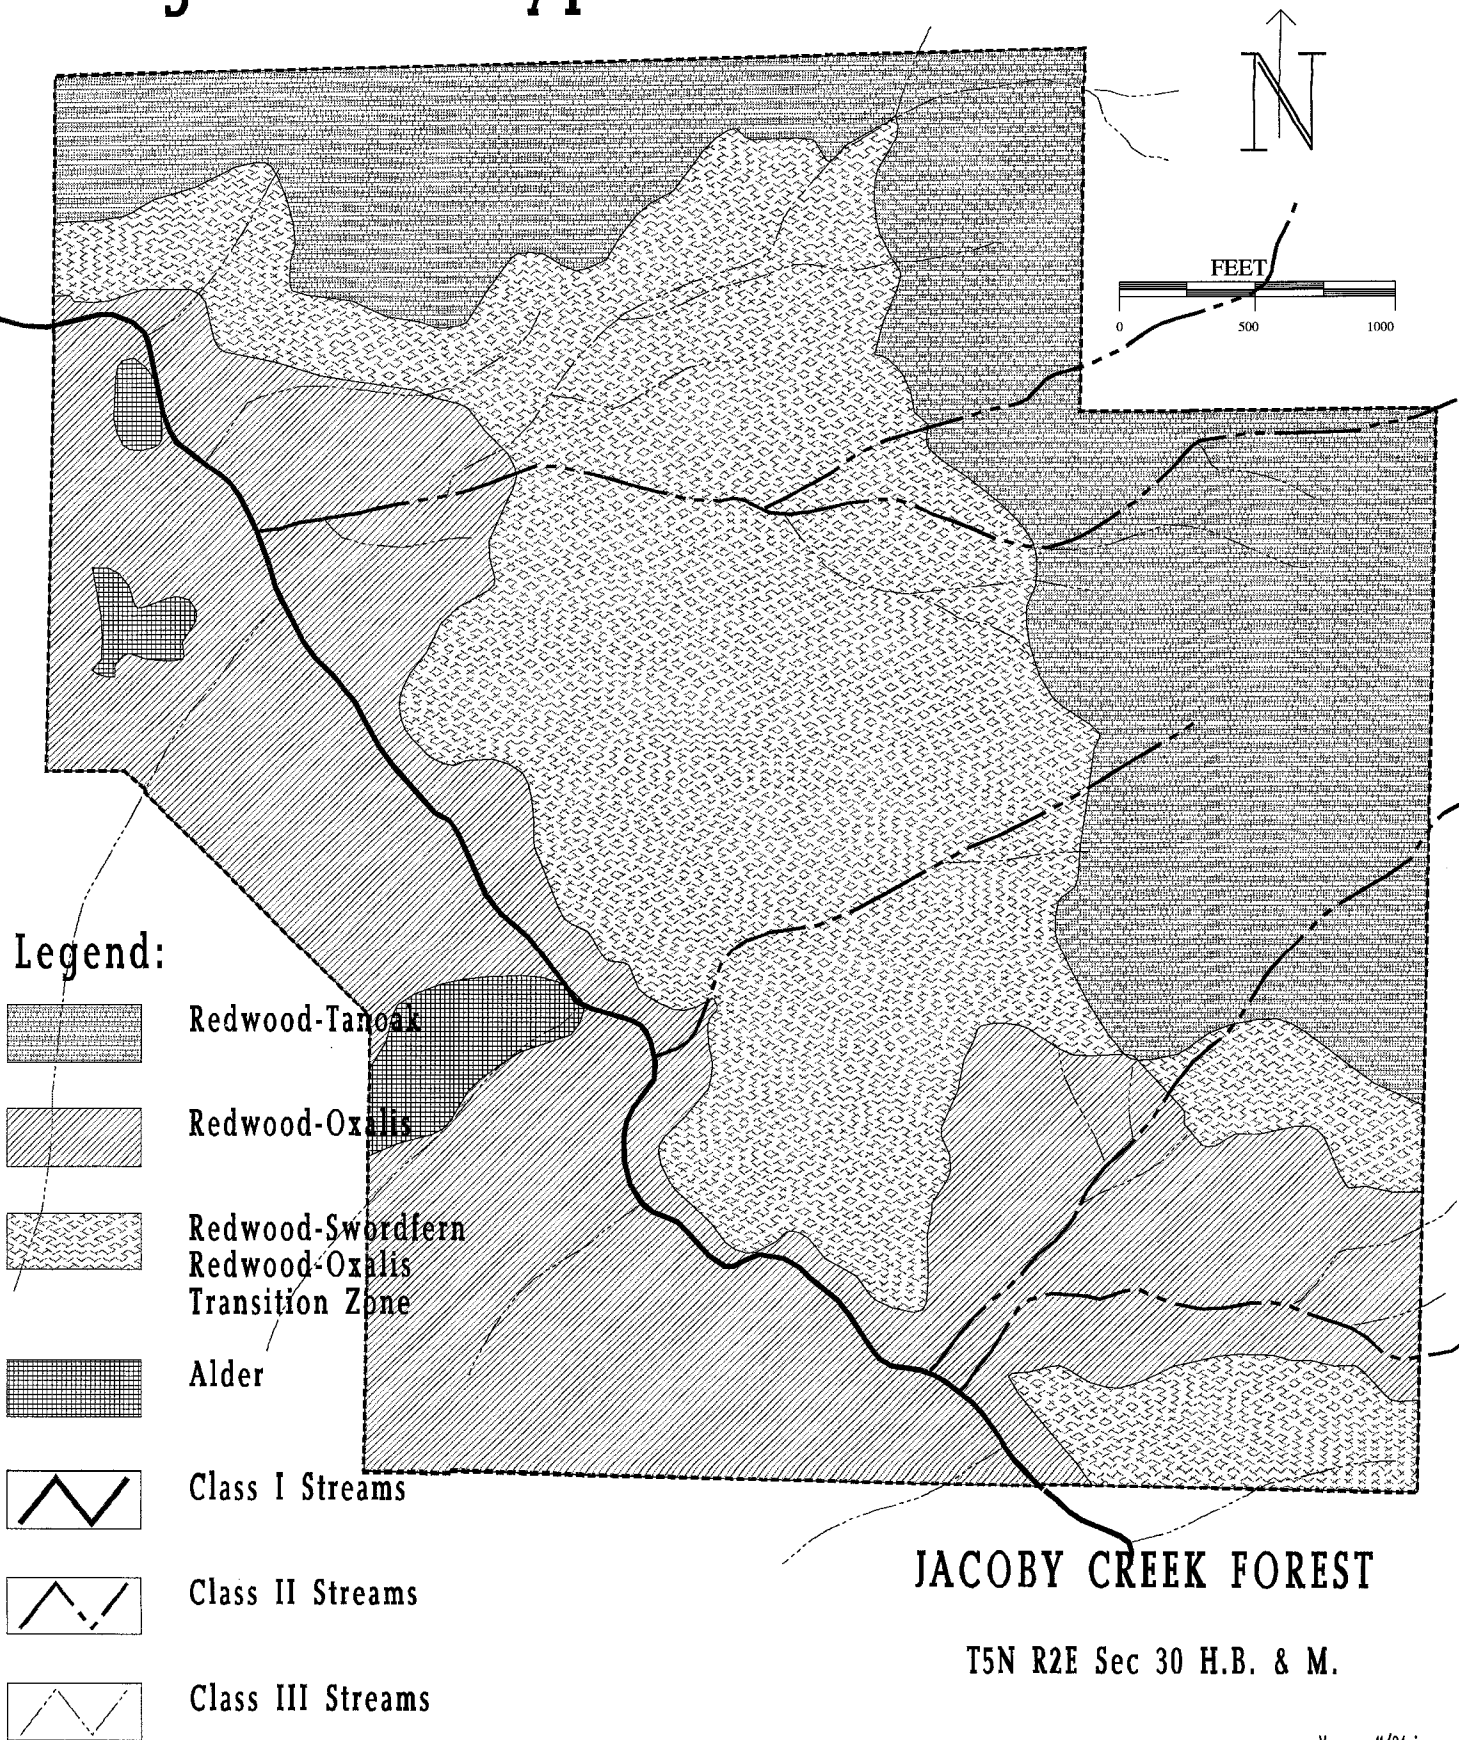 N
FEET
0 500 1000
Legend:
Redwood-Tanoak
Redwood-Oxalis
Redwood-Swordfern
Redwood-Oxalis
Transition Zone
Alder
Class I Streams
Class II Streams
Class III Streams
JACOBY CREEK FOREST
T5N R2E Sec 30 H.B. & M.